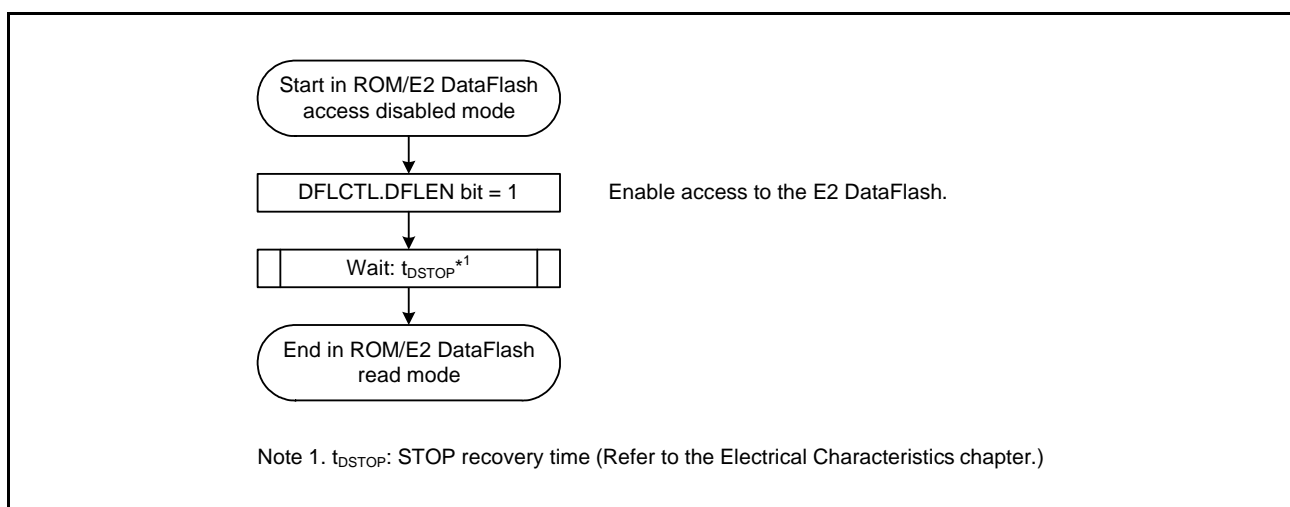 Start in ROM/E2 DataFlash
access disabled mode
DFLCTL.DFLEN bit = 1
Enable access to the E2 DataFlash.
Wait: tDSTOP*1
End in ROM/E2 DataFlash
read mode
Note 1. tDSTOP: STOP recovery time (Refer to the Electrical Characteristics chapter.)